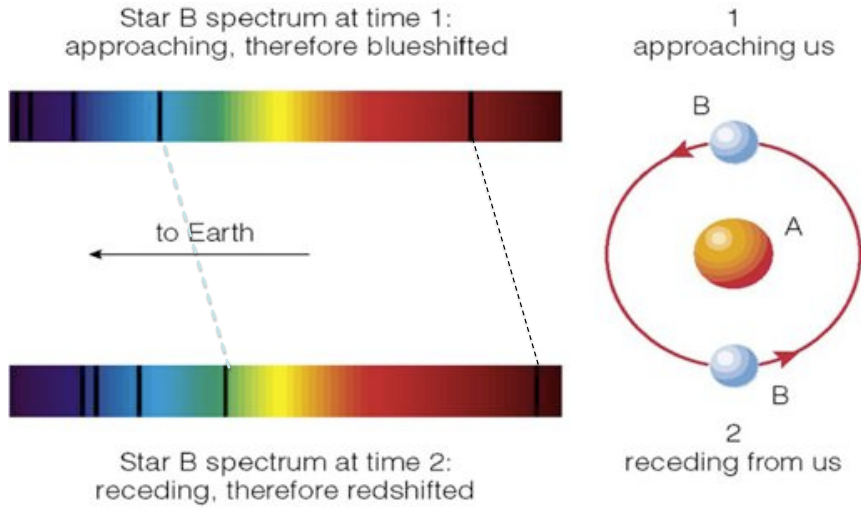 Star B spectrum at time 1:
approaching, therefore blueshifted
1
approaching us
B
A
to Earth
B
2
receding from us
Star B spectrum at time 2:
receding, therefore redshifted